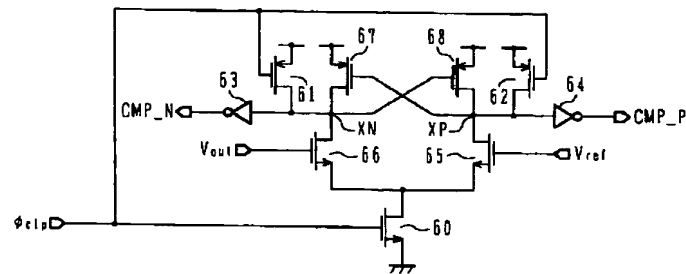 67
68
63
61
62
64
CMP_N
XN
XP
CMP_P
Vout
66
65
Vref
φclp
60